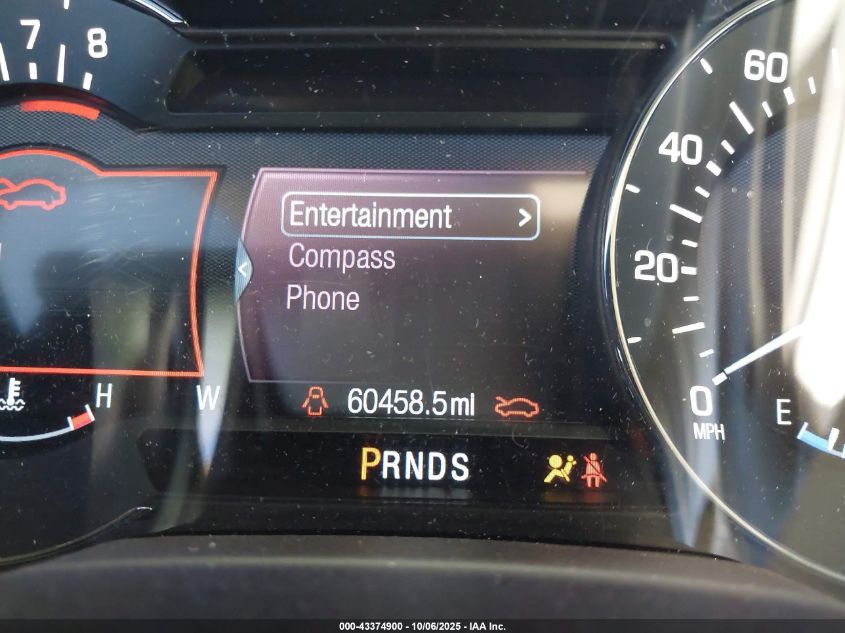 7 8
60
40
20
0
MPH
Entertainment >
Compass
Phone
<
H
W
60458.5mi
E
PRNDS
000-43374900 - 10/06/2025 - IAA Inc.